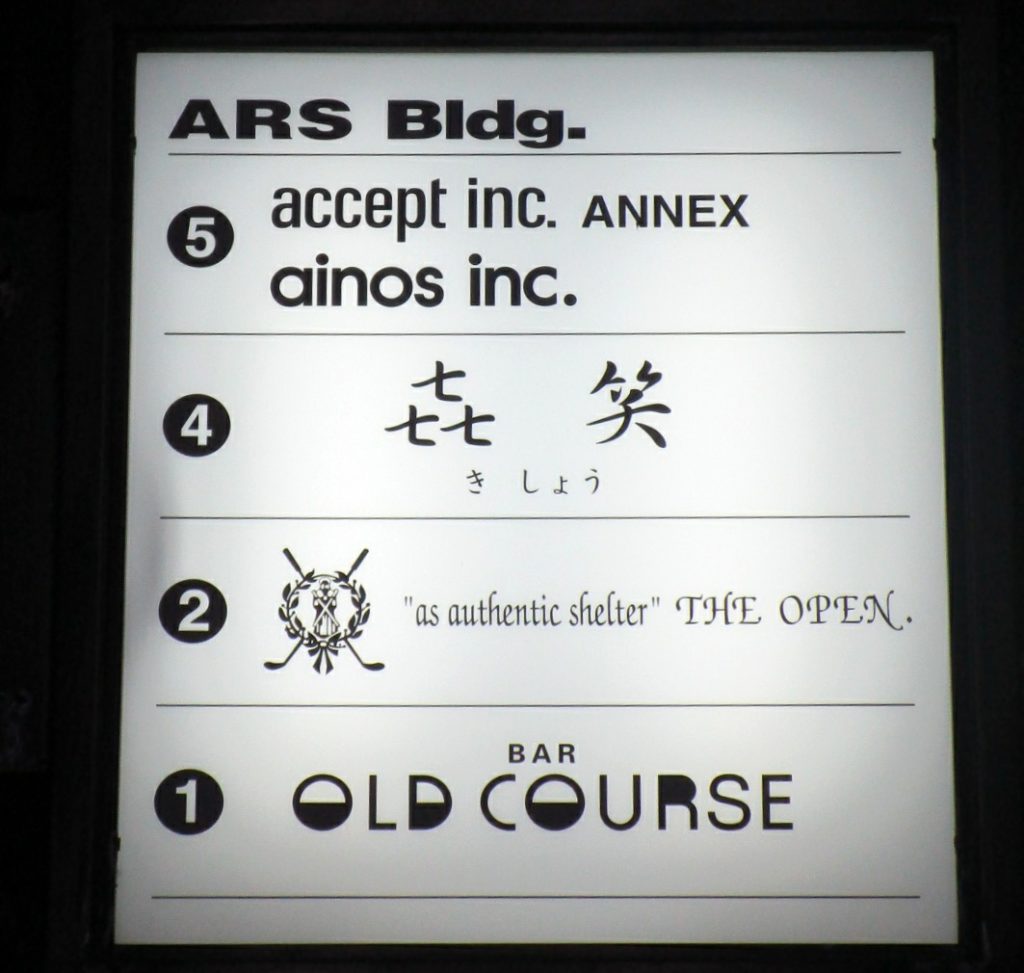 ARS Bldg.
5 accept inc. ANNEX
ainos inc.
4 㐂 笑
きしょう
2 "as authentic shelter" THE OPEN.
BAR
1 OLD COURSE